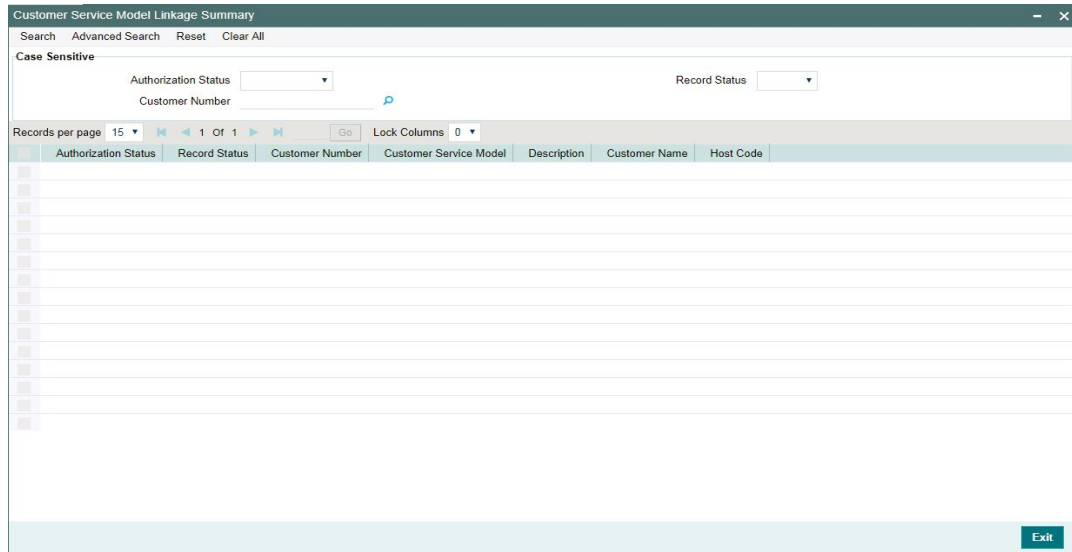 Customer Service Model Linkage Summary
Search Advanced Search Reset Clear All
Case Sensitive
Authorization Status Record Status
Customer Number
Records per page 15 1 Of 1 Go Lock Columns 0
Authorization Status Record Status Customer Number Customer Service Model Description Customer Name Host Code
Exit